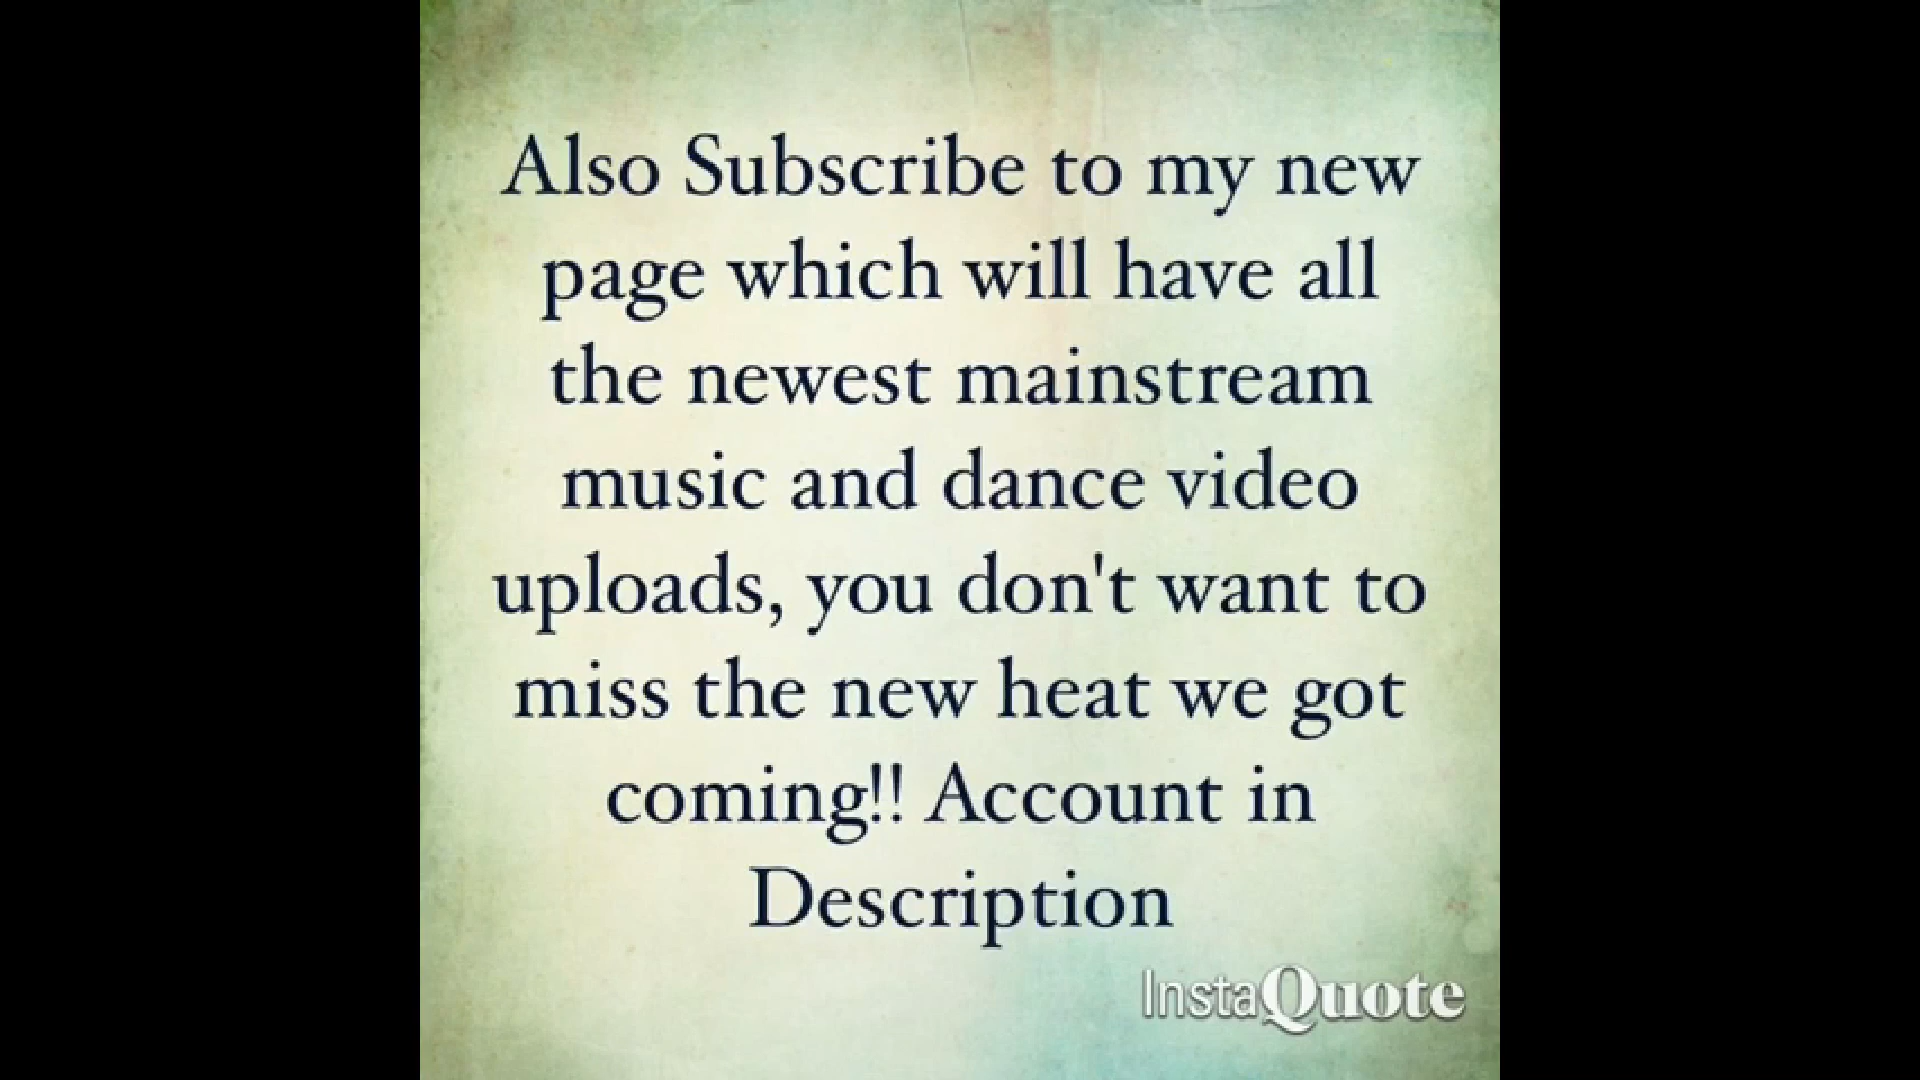 Also Subscribe to my new
page which will have all
the newest mainstream
music and dance video
uploads, you don't want to
miss the new heat we got
coming!! Account in
Description
InstaQuote